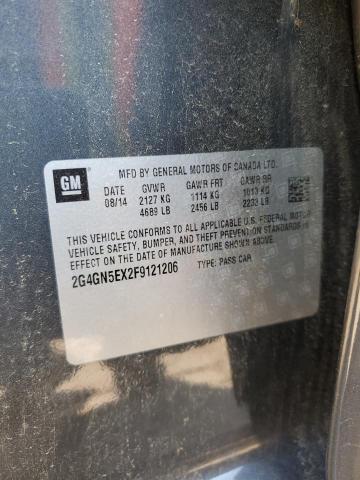 GM
MFD BY GENERAL MOTORS OF CANADA LTD.
08/14 GVWR GAWR FRT GAWR RR
2127 KG 1114 KG 1013 KG
4689 LB 2456 LB 2233 LB
THIS VEHICLE CONFORMS TO ALL APPLICABLE U.S. FEDERAL MOTOR
VEHICLE SAFETY, BUMPER, AND THEFT PREVENTION STANDARDS IN
EFFECT ON THE DATE OF MANUFACTURE SHOWN ABOVE.
2G4GN5EX2F9121206 TYPE: PASS CAR